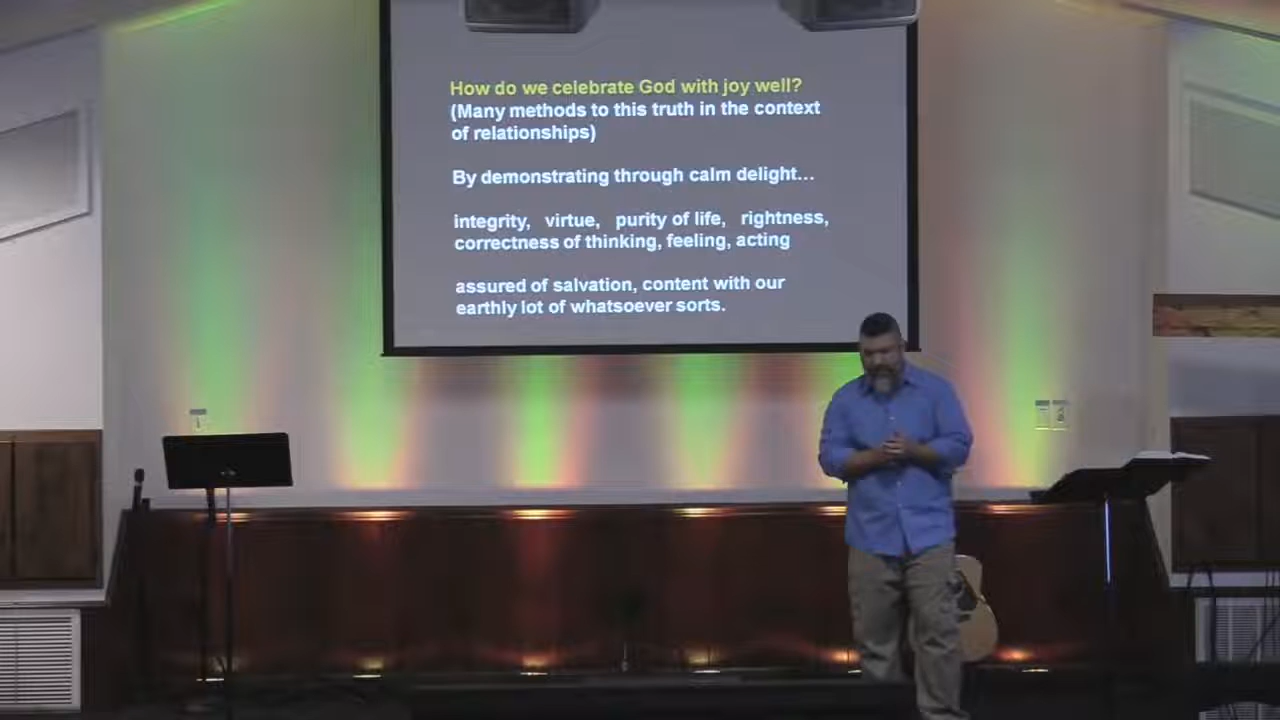 How do we celebrate God with joy well?
(Many methods to this truth in the context
of relationships)
By demonstrating through calm delight...
integrity, virtue, purity of life, rightness,
correctness of thinking, feeling, acting
assured of salvation, content with our
earthly lot of whatsoever sorts.